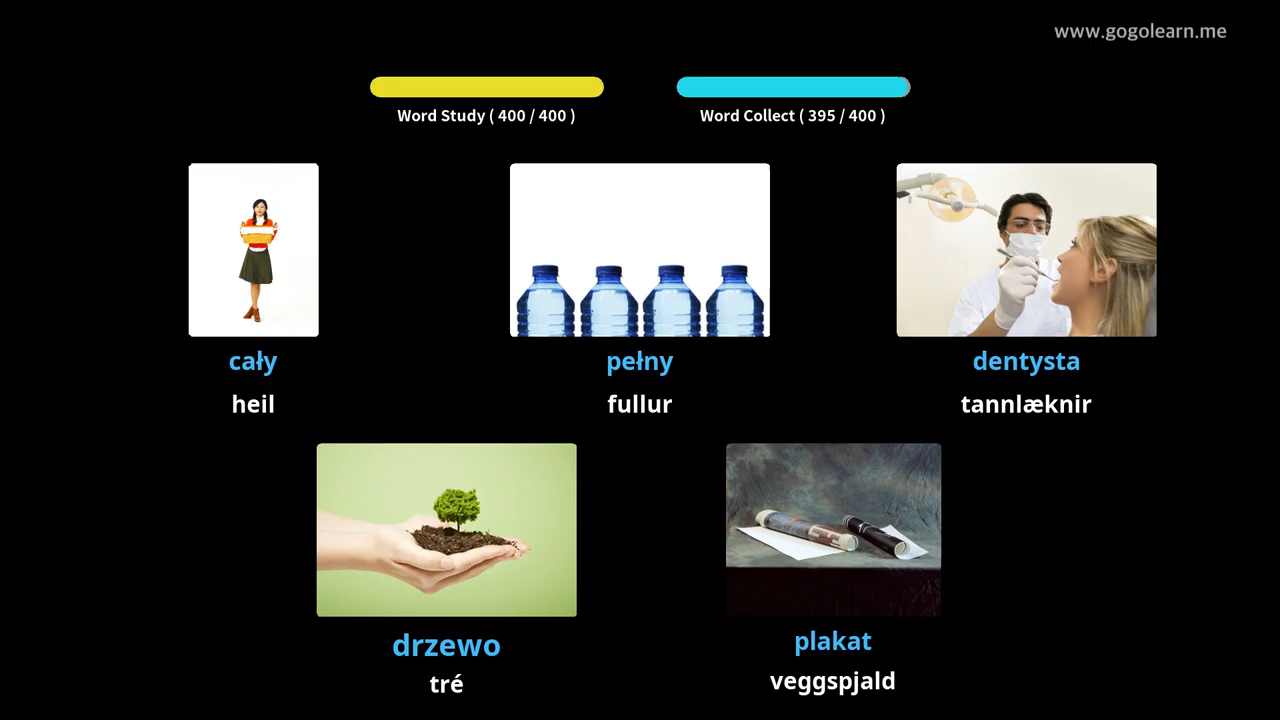 www.gogolearn.me
Word Study ( 400 / 400 )
Word Collect ( 395 / 400 )
cały
pełny
dentysta
heil
fullur
tannlæknir
drzewo
plakat
tré
veggspjald